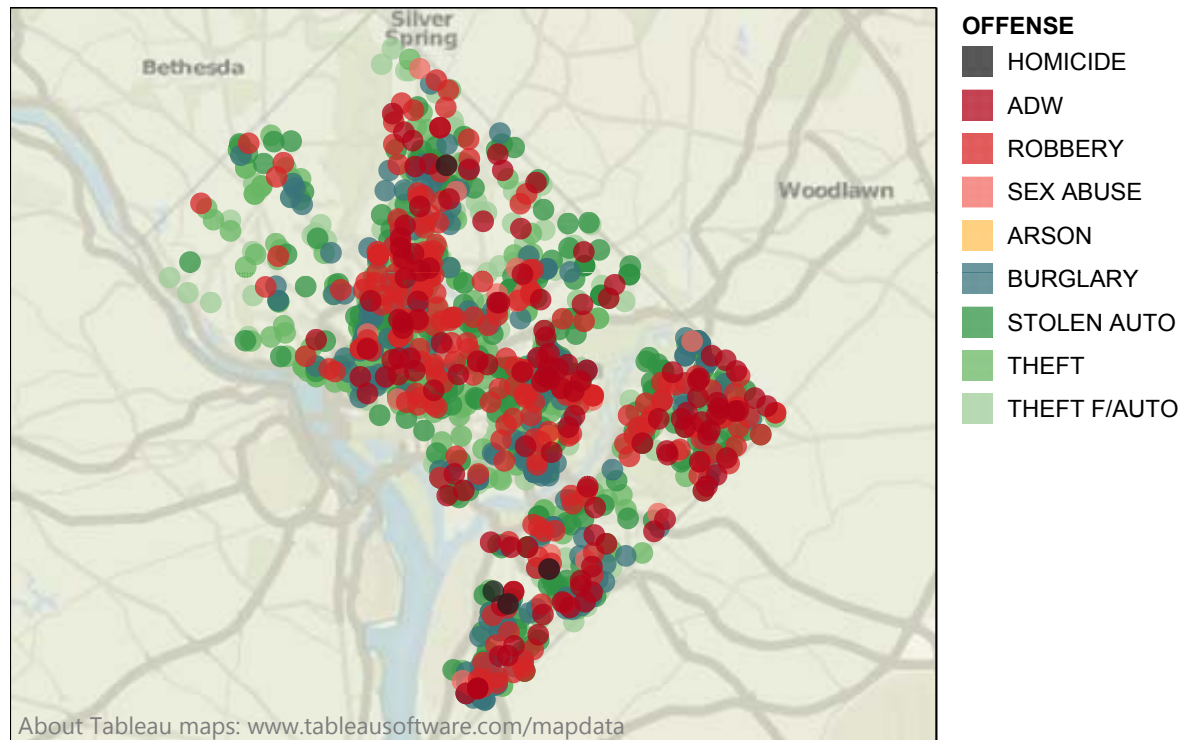 Silver
Spring
Bethesda
Woodlawn
About Tableau maps: www.tableausoftware.com/mapdata
OFFENSE
HOMICIDE
ADW
ROBBERY
SEX ABUSE
ARSON
BURGLARY
STOLEN AUTO
THEFT
THEFT F/AUTO